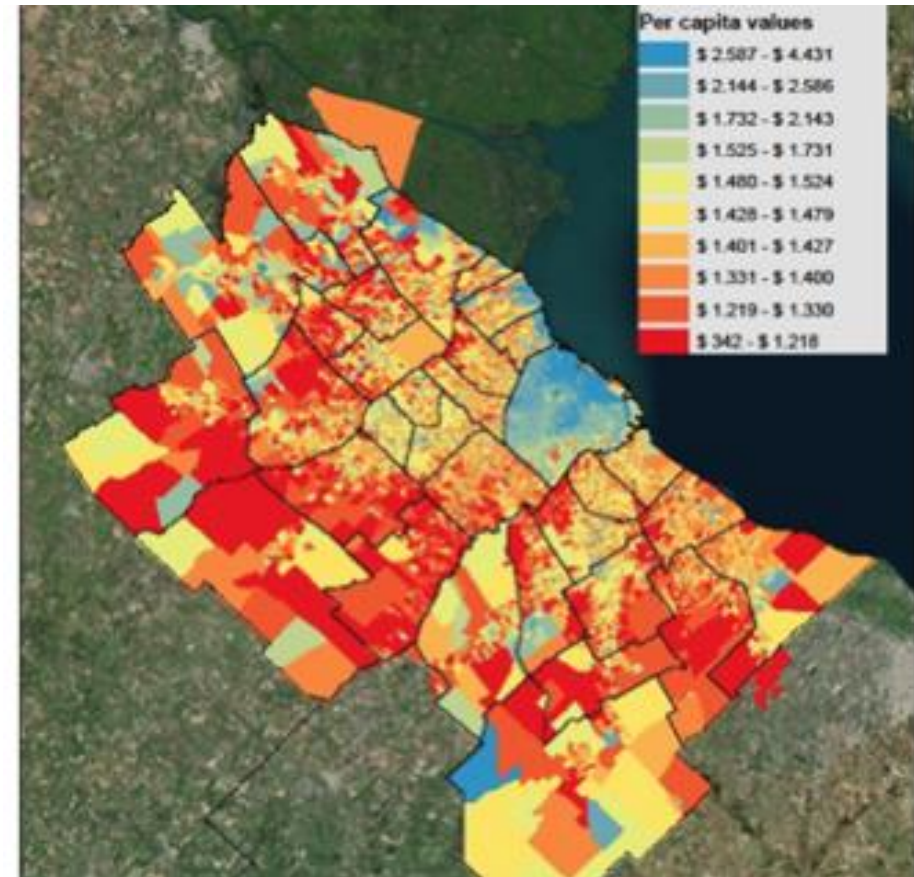 Per capita values
$ 2.587 - $ 4.431
$ 2.144 - $ 2.586
$ 1.732 - $ 2.143
$ 1.525 - $ 1.731
$ 1.480 - $ 1.524
$ 1.428 - $ 1.479
$ 1.401 - $ 1.427
$ 1.331 - $ 1.400
$ 1.219 - $ 1.330
$ 342 - $ 1.218